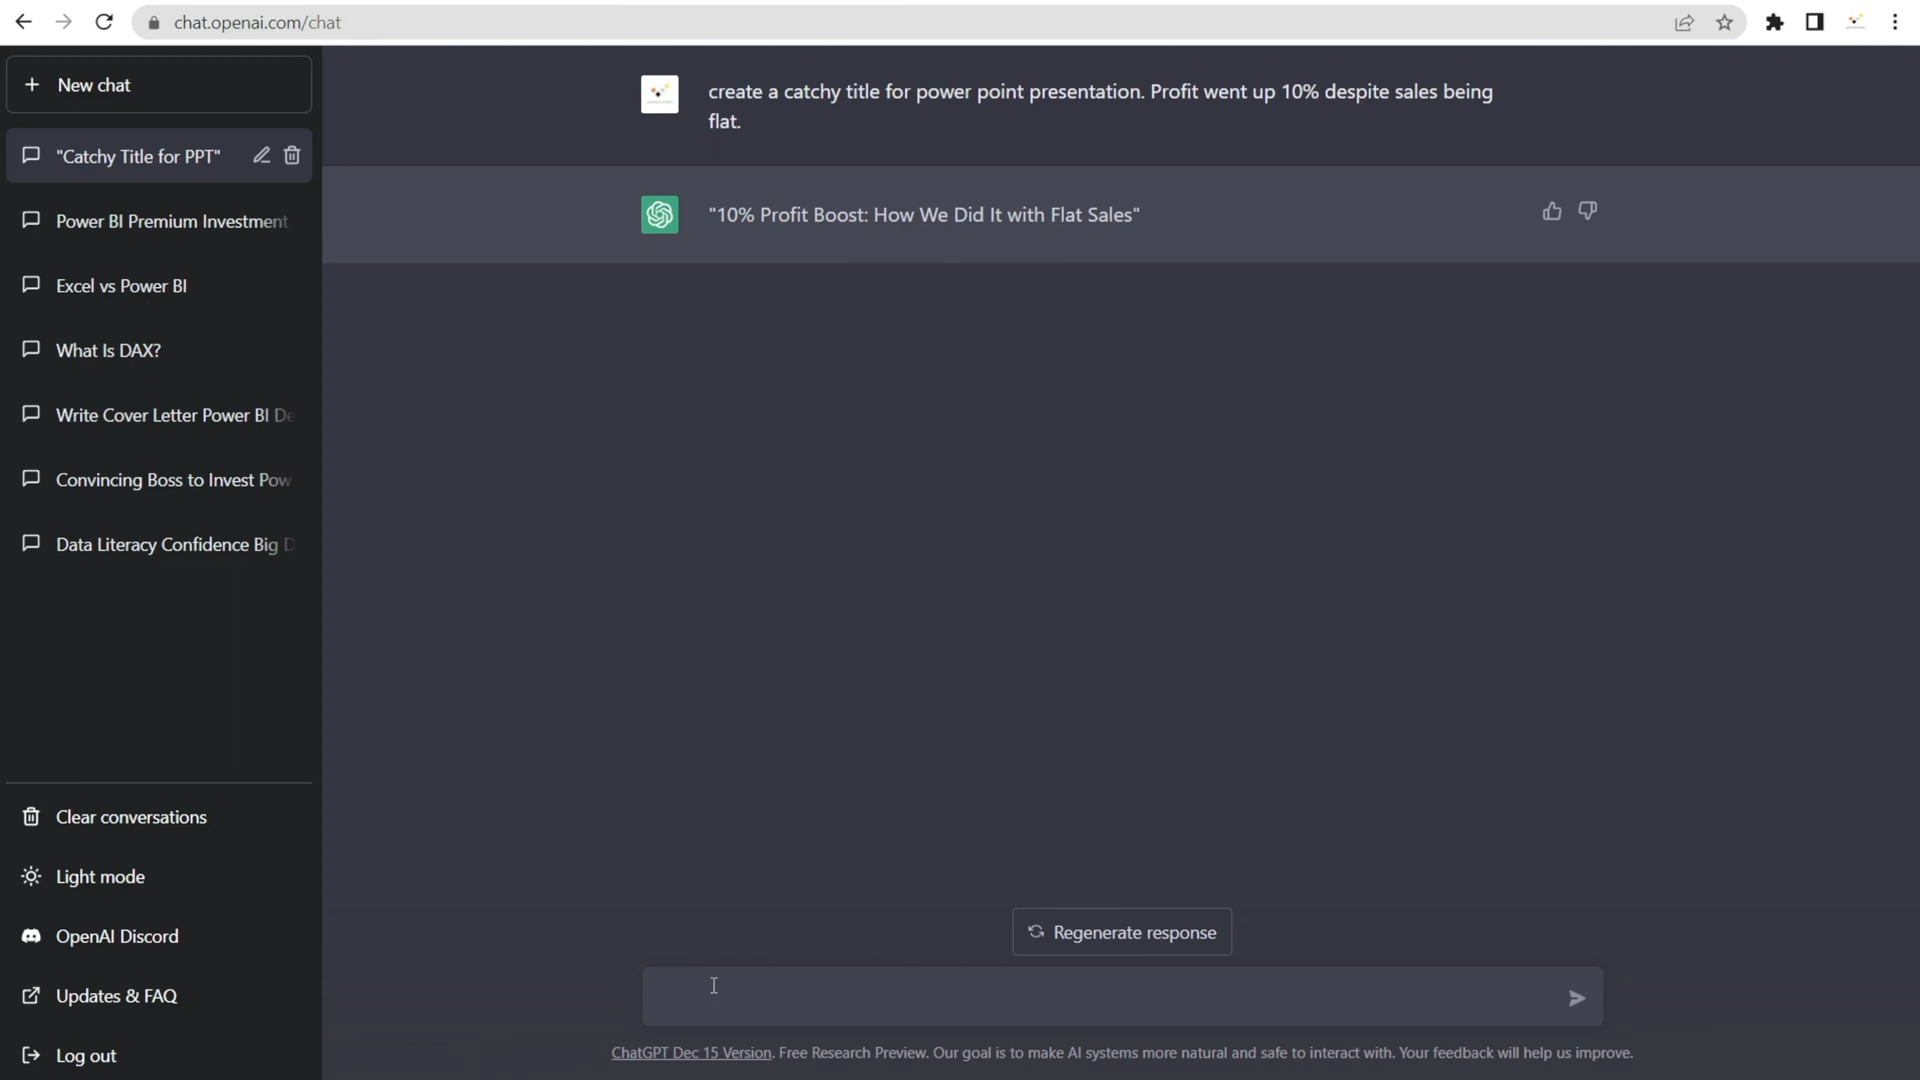 chat.openai.com/chat
New chat
"Catchy Title for PPT"
Power BI Premium Investment
Excel vs Power BI
What Is DAX?
Write Cover Letter Power BI De
Convincing Boss to Invest Pow
Data Literacy Confidence Big D
Clear conversations
Light mode
OpenAI Discord
Updates & FAQ
Log out
create a catchy title for power point presentation. Profit went up 10% despite sales being
flat.
"10% Profit Boost: How We Did It with Flat Sales"
Regenerate response
ChatGPT Dec 15 Version. Free Research Preview. Our goal is to make AI systems more natural and safe to interact with. Your feedback will help us improve.